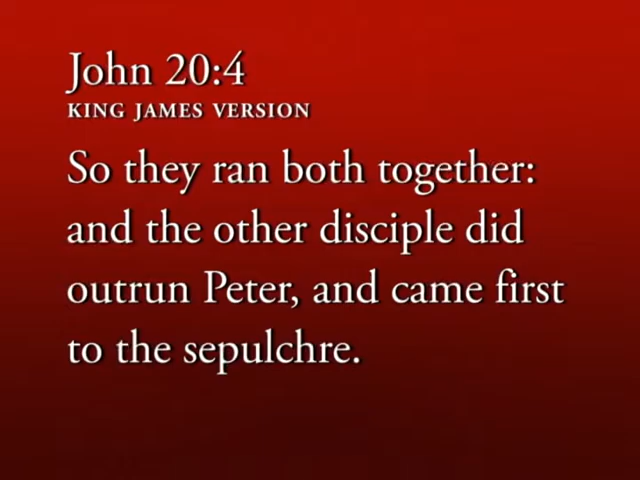 John 20:4
KING JAMES VERSION
So they ran both together:
and the other disciple did
outrun Peter, and came first
to the sepulchre.